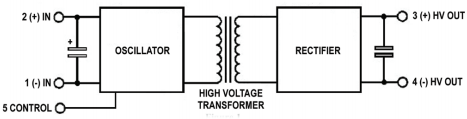 2 (+) IN
3 (+) HV OUT
+
OSCILLATOR
RECTIFIER
1 (-) IN
4 (-) HV OUT
HIGH VOLTAGE
TRANSFORMER
5 CONTROL